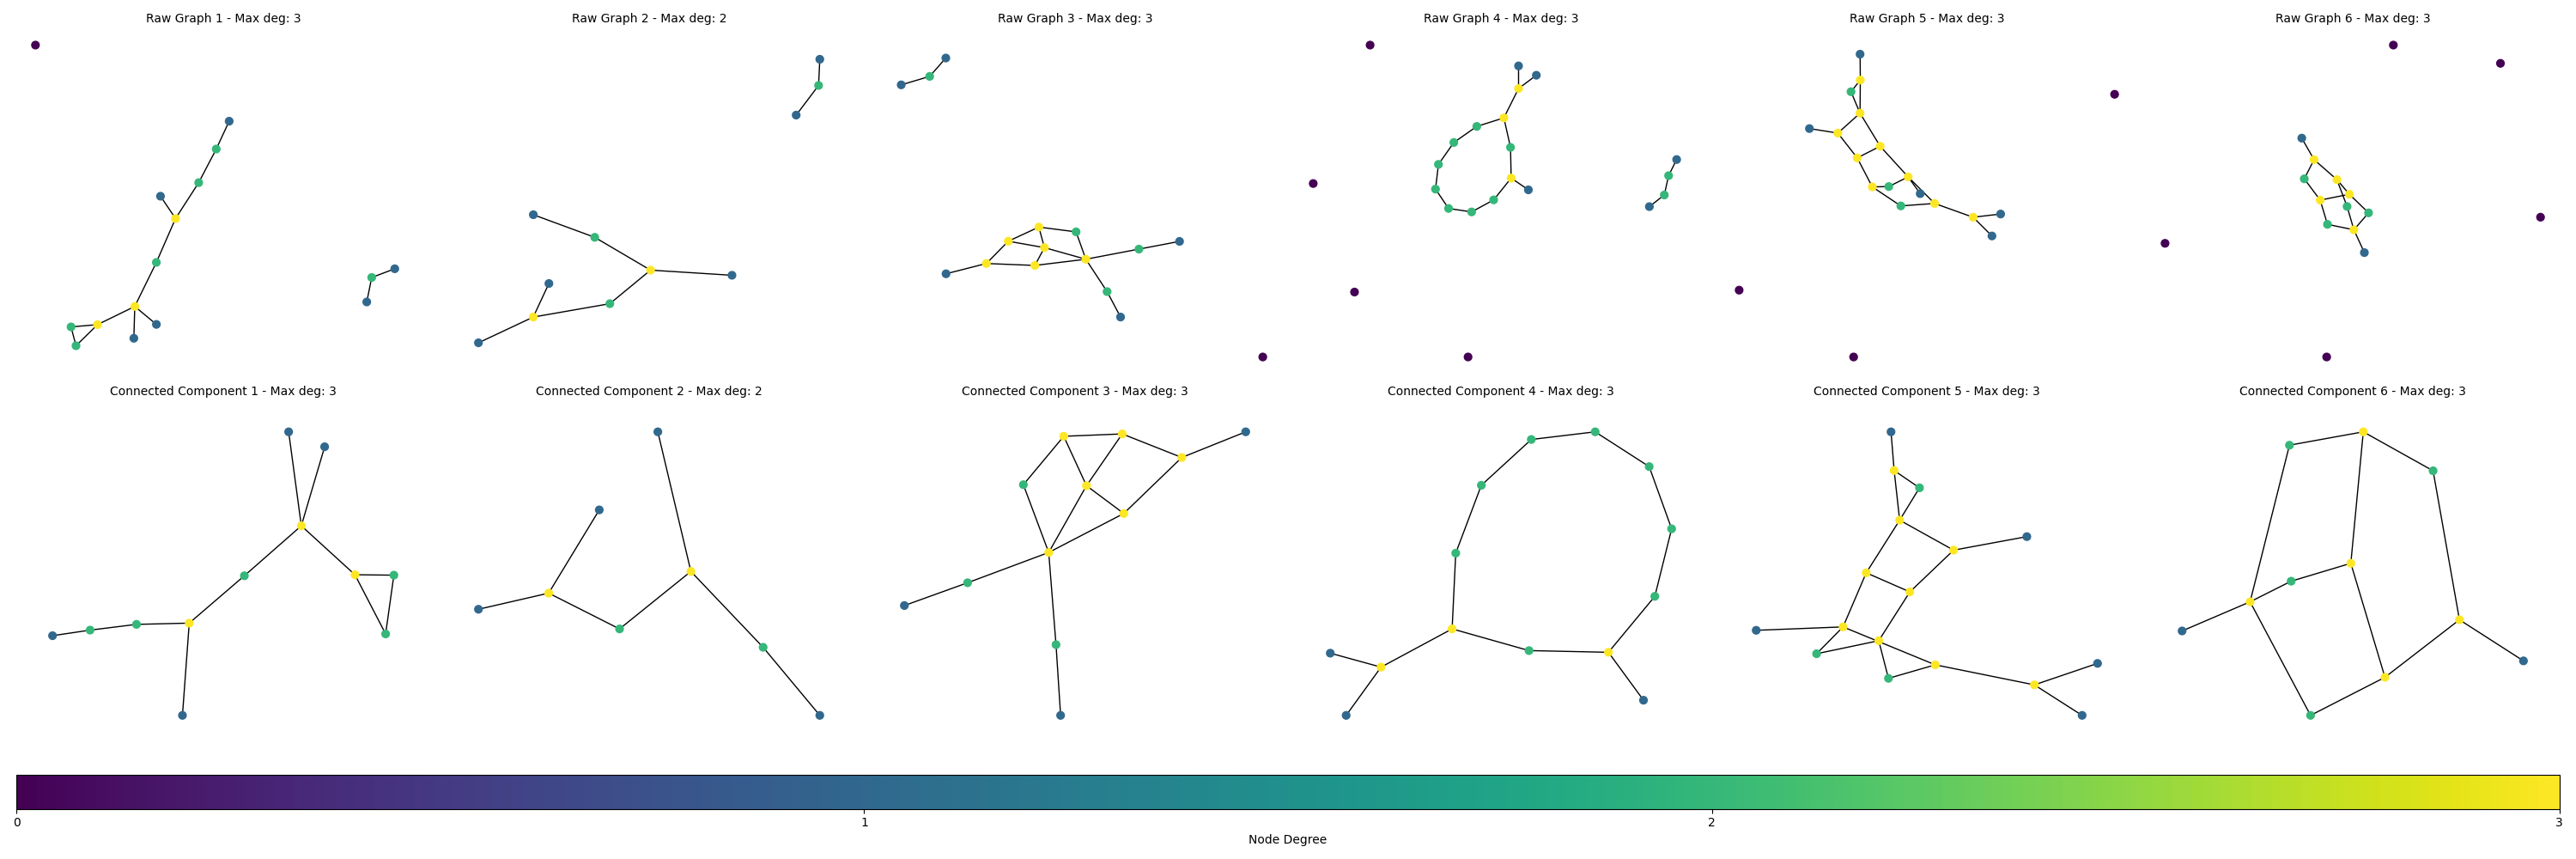 Raw Graph 1 - Max deg: 3
Raw Graph 2 - Max deg: 2
Raw Graph 3 - Max deg: 3
Raw Graph 4 - Max deg: 3
Raw Graph 5 - Max deg: 3
Raw Graph 6 - Max deg: 3
Connected Component 1 - Max deg: 3
Connected Component 2 - Max deg: 2
Connected Component 3 - Max deg: 3
Connected Component 4 - Max deg: 3
Connected Component 5 - Max deg: 3
Connected Component 6 - Max deg: 3
0 1 2 3
Node Degree